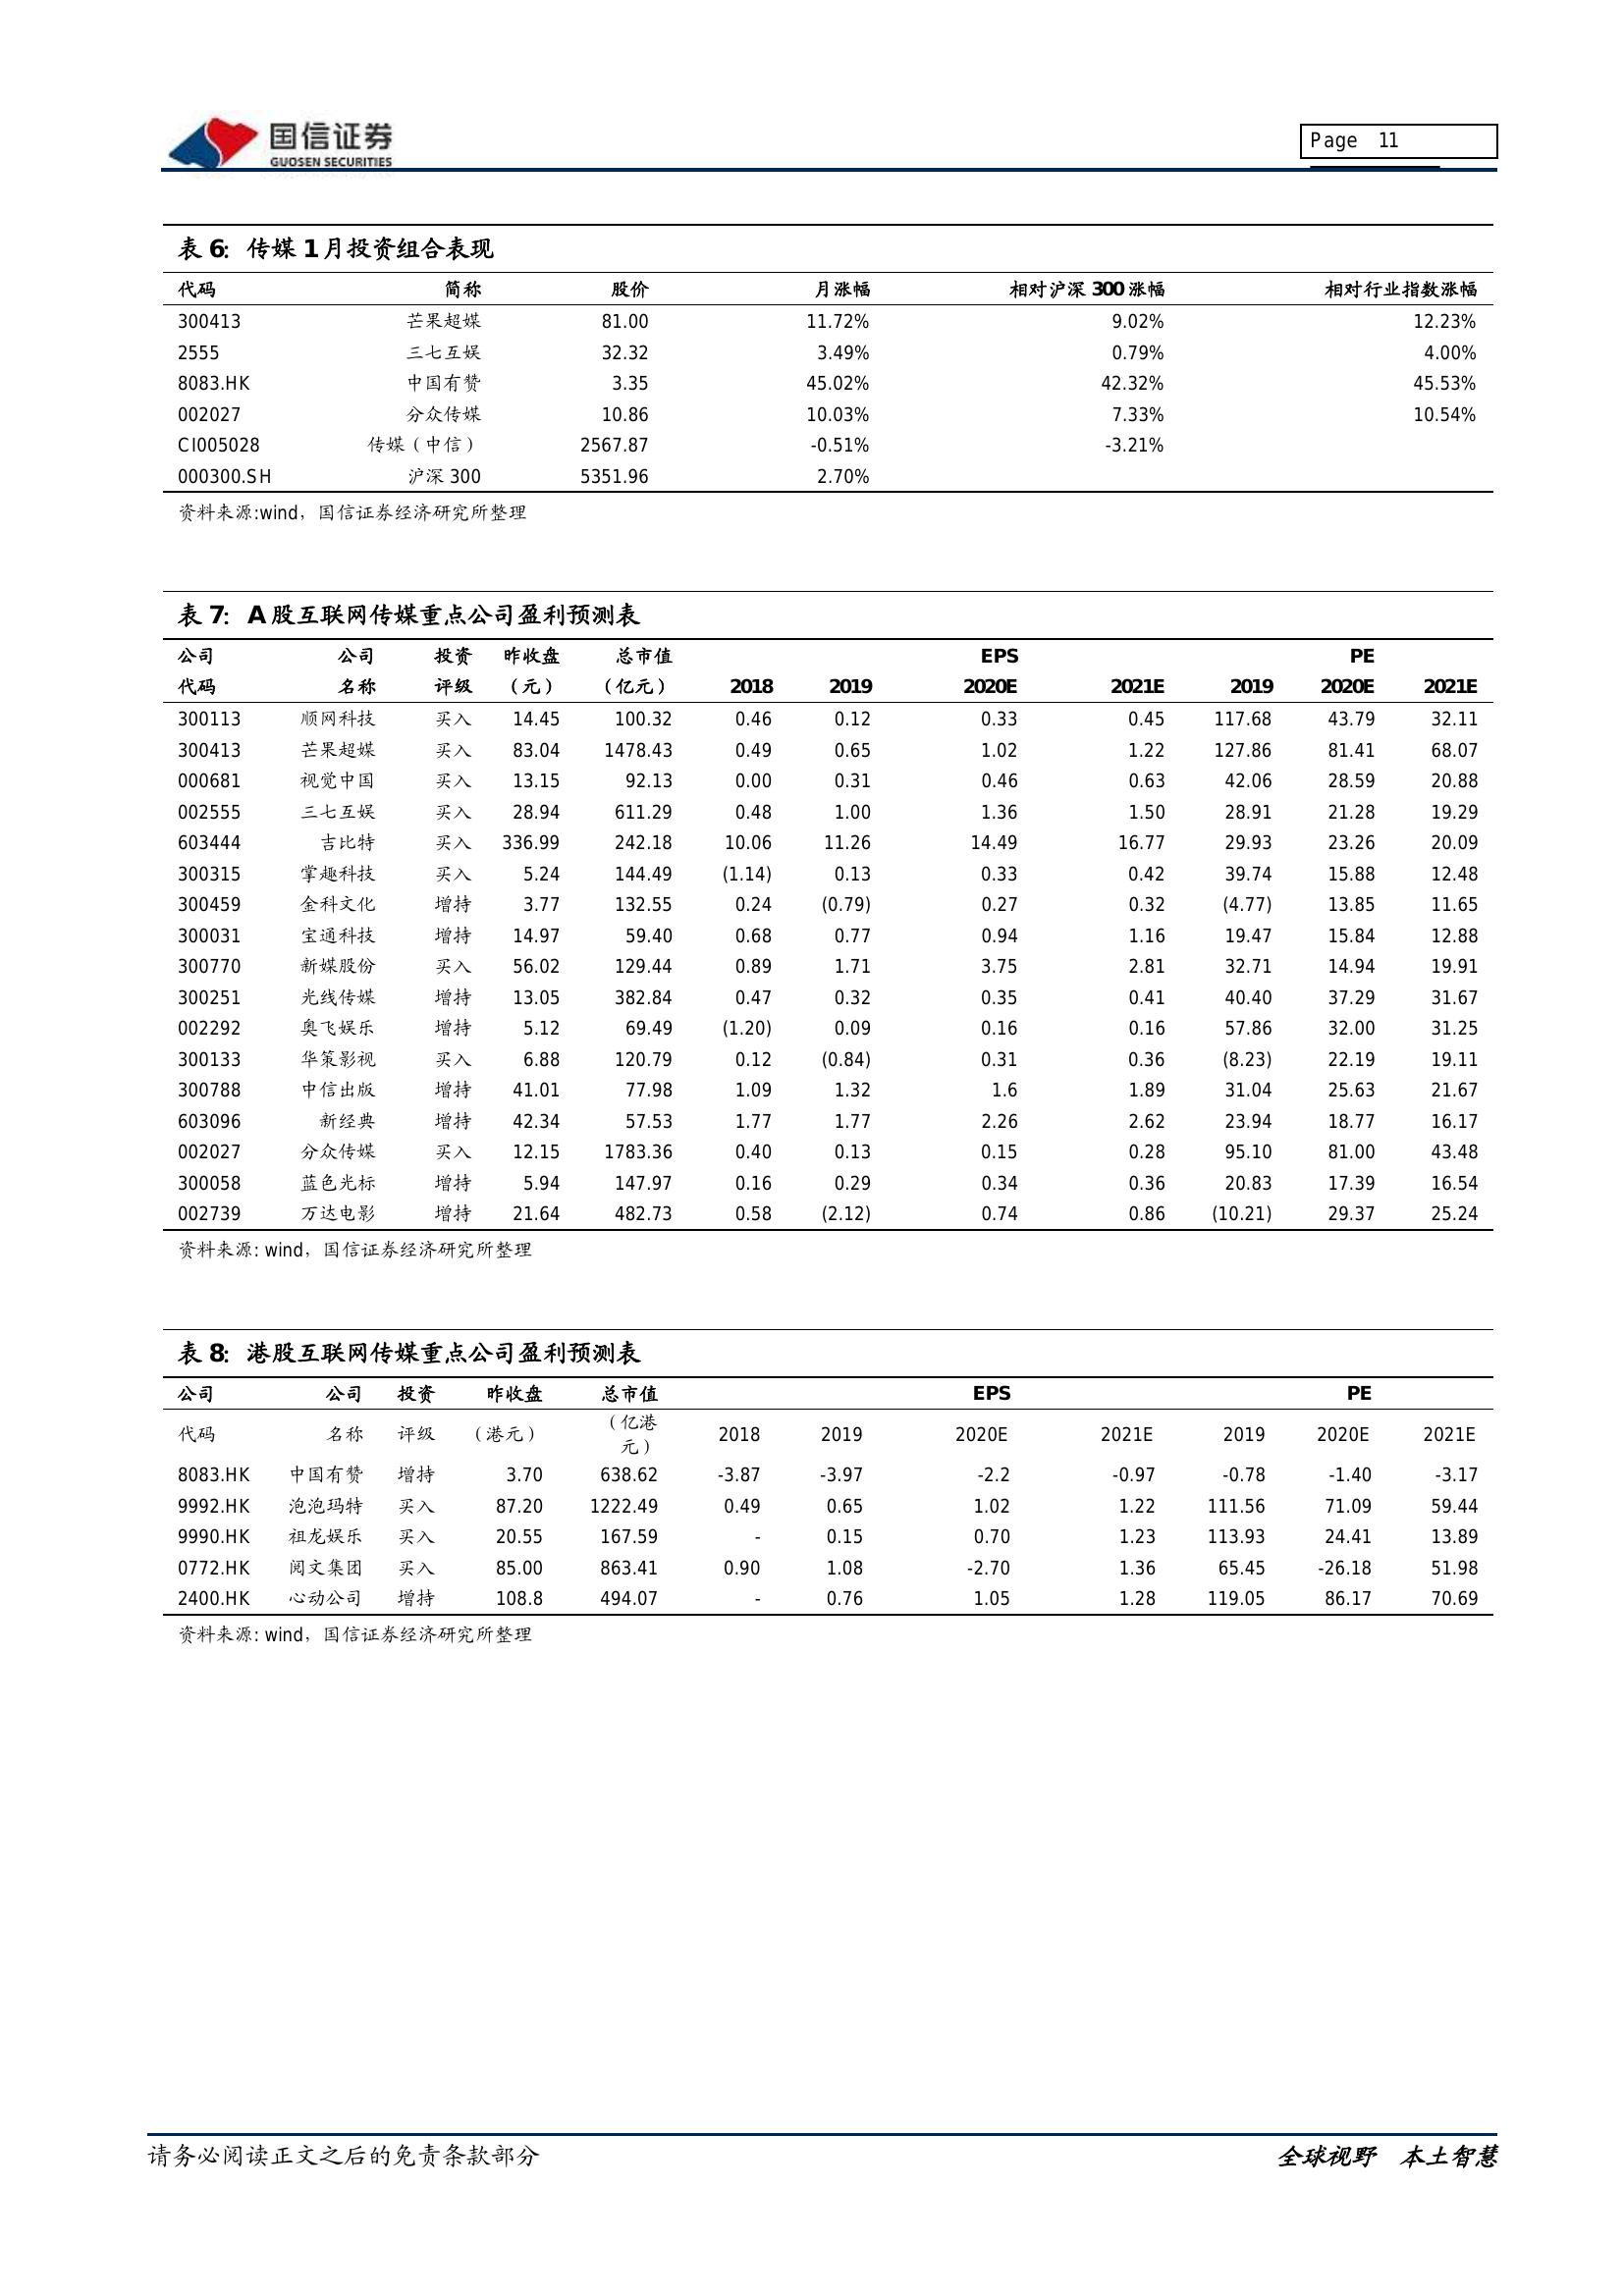 国信证券
GUOSEN SECURITIES
Page 11
表 6: 传媒 1 月投资组合表现
代码 简称 股价 月涨幅 相对沪深 300 涨幅 相对行业指数涨幅
300413 芒果超媒 81.00 11.72% 9.02% 12.23%
2555 三七互娱 32.32 3.49% 0.79% 4.00%
8083.HK 中国有赞 3.35 45.02% 42.32% 45.53%
002027 分众传媒 10.86 10.03% 7.33% 10.54%
CI005028 传媒（中信） 2567.87 -0.51% -3.21%
000300.SH 沪深 300 5351.96 2.70%
资料来源:wind，国信证券经济研究所整理
表 7: A 股互联网传媒重点公司盈利预测表
公司 公司 投资 昨收盘 总市值 EPS PE
代码 名称 评级 （元） （亿元） 2018 2019 2020E 2021E 2019 2020E 2021E
300113 顺网科技 买入 14.45 100.32 0.46 0.12 0.33 0.45 117.68 43.79 32.11
300413 芒果超媒 买入 83.04 1478.43 0.49 0.65 1.02 1.22 127.86 81.41 68.07
000681 视觉中国 买入 13.15 92.13 0.00 0.31 0.46 0.63 42.06 28.59 20.88
002555 三七互娱 买入 28.94 611.29 0.48 1.00 1.36 1.50 28.91 21.28 19.29
603444 吉比特 买入 336.99 242.18 10.06 11.26 14.49 16.77 29.93 23.26 20.09
300315 掌趣科技 买入 5.24 144.49 (1.14) 0.13 0.33 0.42 39.74 15.88 12.48
300459 金科文化 增持 3.77 132.55 0.24 (0.79) 0.27 0.32 (4.77) 13.85 11.65
300031 宝通科技 增持 14.97 59.40 0.68 0.77 0.94 1.16 19.47 15.84 12.88
300770 新媒股份 买入 56.02 129.44 0.89 1.71 3.75 2.81 32.71 14.94 19.91
300251 光线传媒 增持 13.05 382.84 0.47 0.32 0.35 0.41 40.40 37.29 31.67
002292 奥飞娱乐 增持 5.12 69.49 (1.20) 0.09 0.16 0.16 57.86 32.00 31.25
300133 华策影视 买入 6.88 120.79 0.12 (0.84) 0.31 0.36 (8.23) 22.19 19.11
300788 中信出版 增持 41.01 77.98 1.09 1.32 1.6 1.89 31.04 25.63 21.67
603096 新经典 增持 42.34 57.53 1.77 1.77 2.26 2.62 23.94 18.77 16.17
002027 分众传媒 买入 12.15 1783.36 0.40 0.13 0.15 0.28 95.10 81.00 43.48
300058 蓝色光标 增持 5.94 147.97 0.16 0.29 0.34 0.36 20.83 17.39 16.54
002739 万达电影 增持 21.64 482.73 0.58 (2.12) 0.74 0.86 (10.21) 29.37 25.24
资料来源: wind，国信证券经济研究所整理
表 8: 港股互联网传媒重点公司盈利预测表
公司 公司 投资 昨收盘 总市值 EPS PE
代码 名称 评级 （港元） （亿港元） 2018 2019 2020E 2021E 2019 2020E 2021E
8083.HK 中国有赞 增持 3.70 638.62 -3.87 -3.97 -2.2 -0.97 -0.78 -1.40 -3.17
9992.HK 泡泡玛特 买入 87.20 1222.49 0.49 0.65 1.02 1.22 111.56 71.09 59.44
9990.HK 祖龙娱乐 买入 20.55 167.59 - 0.15 0.70 1.23 113.93 24.41 13.89
0772.HK 阅文集团 买入 85.00 863.41 0.90 1.08 -2.70 1.36 65.45 -26.18 51.98
2400.HK 心动公司 增持 108.8 494.07 - 0.76 1.05 1.28 119.05 86.17 70.69
资料来源: wind，国信证券经济研究所整理
请务必阅读正文之后的免责条款部分
全球视野 本土智慧